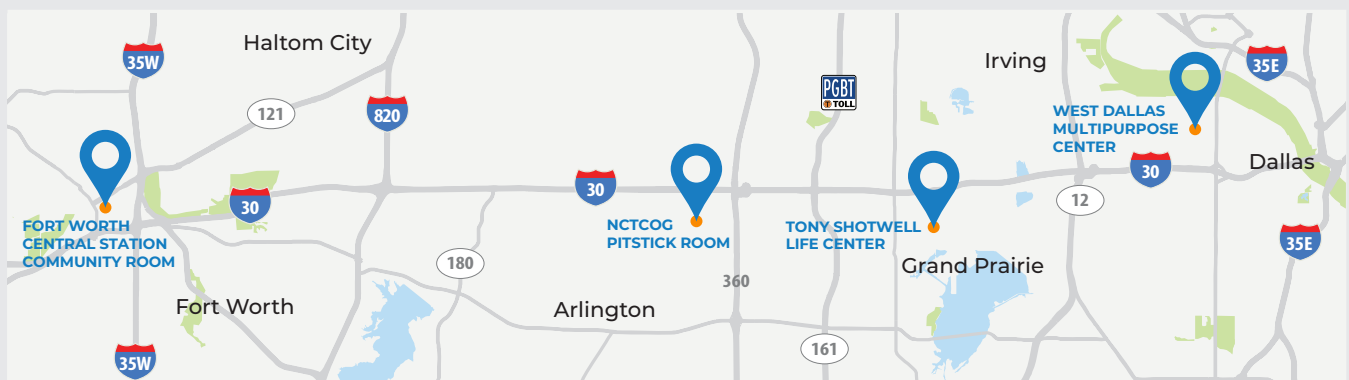 Haltom City
35W
121
820
PGBT
T TOLL
Irving
35E
WEST DALLAS
MULTIPURPOSE
CENTER
Dallas
30
30
30
12
FORT WORTH
CENTRAL STATION
COMMUNITY ROOM
NCTCOG
PITSTICK ROOM
TONY SHOTWELL
LIFE CENTER
35E
180
Grand Prairie
360
Fort Worth
Arlington
161
35W